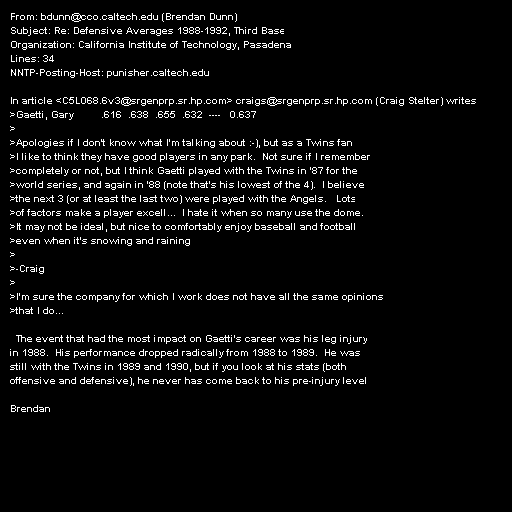 From: bdunn@cco.caltech.edu (Brendan Dunn)
Subject: Re: Defensive Averages 1988-1992, Third Base
Organization: California Institute of Technology, Pasadena
Lines: 34
NNTP-Posting-Host: punisher.caltech.edu

In article <C5L068.6v3@srgenprp.sr.hp.com> craigs@srgenprp.sr.hp.com (Craig Stelter) writes
>Gaetti, Gary .616 .638 .655 .632 ---- 0.637
>
>Apologies if I don't know what I'm talking about :-), but as a Twins fan
>I like to think they have good players in any park. Not sure if I remember
>completely or not, but I think Gaetti played with the Twins in '87 for the
>world series, and again in '88 (note that's his lowest of the 4). I believe
>the next 3 (or at least the last two) were played with the Angels. Lots
>of factors make a player excell... I hate it when so many use the dome.
>It may not be ideal, but nice to comfortably enjoy baseball and football
>even when it's snowing and raining
>
>-Craig
>
>I'm sure the company for which I work does not have all the same opinions
>that I do...

The event that had the most impact on Gaetti's career was his leg injury
in 1988. His performance dropped radically from 1988 to 1989. He was
still with the Twins in 1989 and 1990, but if you look at his stats (both
offensive and defensive), he never has come back to his pre-injury level

Brendan